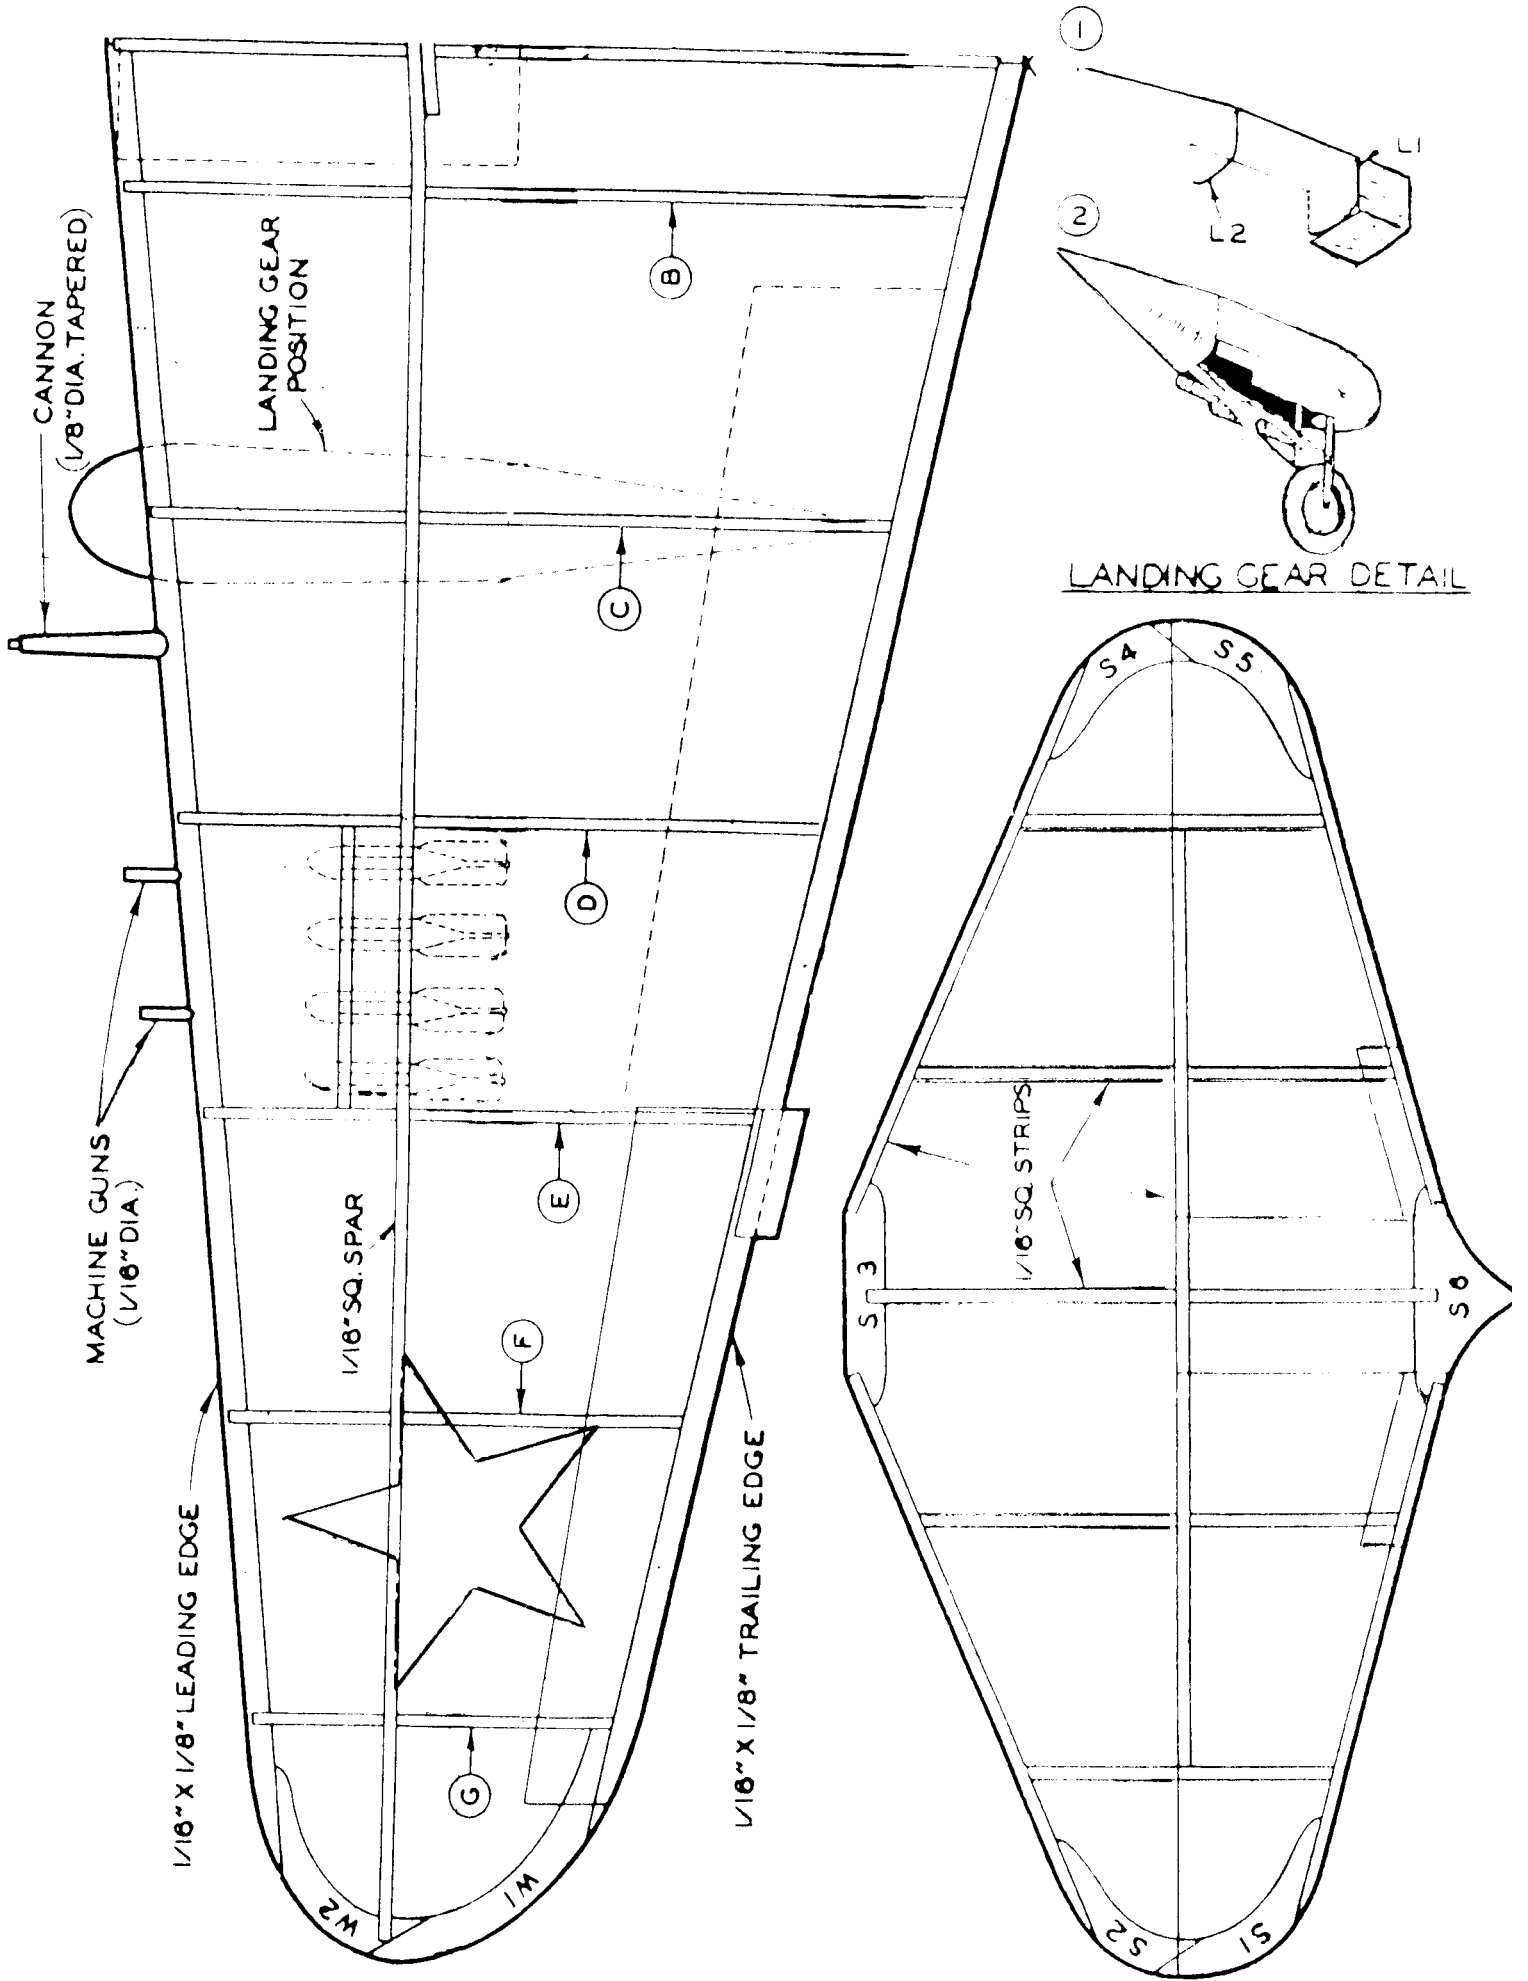 CANNON
(1/8" DIA. TAPERED)
LANDING GEAR
POSITION
B
C
MACHINE GUNS
(1/16" DIA.)
D
E
1/16" SQ. SPAR
F
1/16" X 1/8" LEADING EDGE
G
W2
W1
1/16" X 1/8" TRAILING EDGE
1
L1
L2
2
LANDING GEAR DETAIL
S4
S5
1/16" SQ. STRIPS
S3
S6
S2
S1